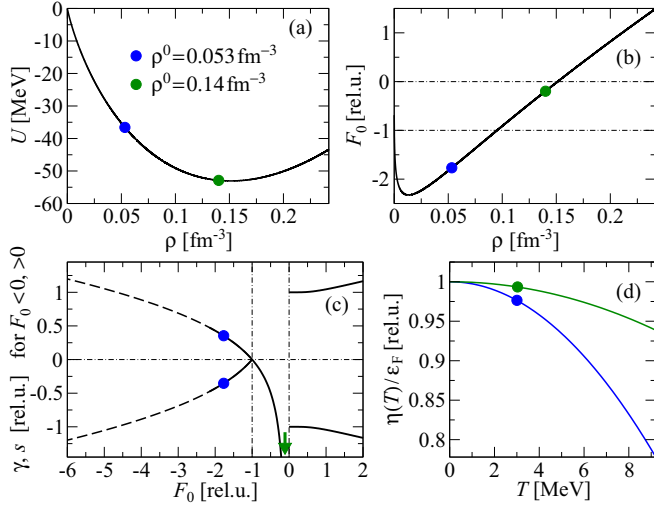 0
-10
-20
-30
-40
-50
-60
U [MeV]
(a)
ρ⁰=0.053fm⁻³
ρ⁰=0.14fm⁻³
0 0.05 0.1 0.15 0.2
ρ [fm⁻³]
1
0
-1
-2
F₀ [rel.u.]
(b)
0 0.05 0.1 0.15 0.2
ρ [fm⁻³]
1
0.5
0
-0.5
-1
γ, s [rel.u.] for F₀<0, >0
(c)
-6 -5 -4 -3 -2 -1 0 1 2
F₀ [rel.u.]
1
0.95
0.9
0.85
0.8
η(T)/ε_F [rel.u.]
(d)
0 2 4 6 8
T [MeV]